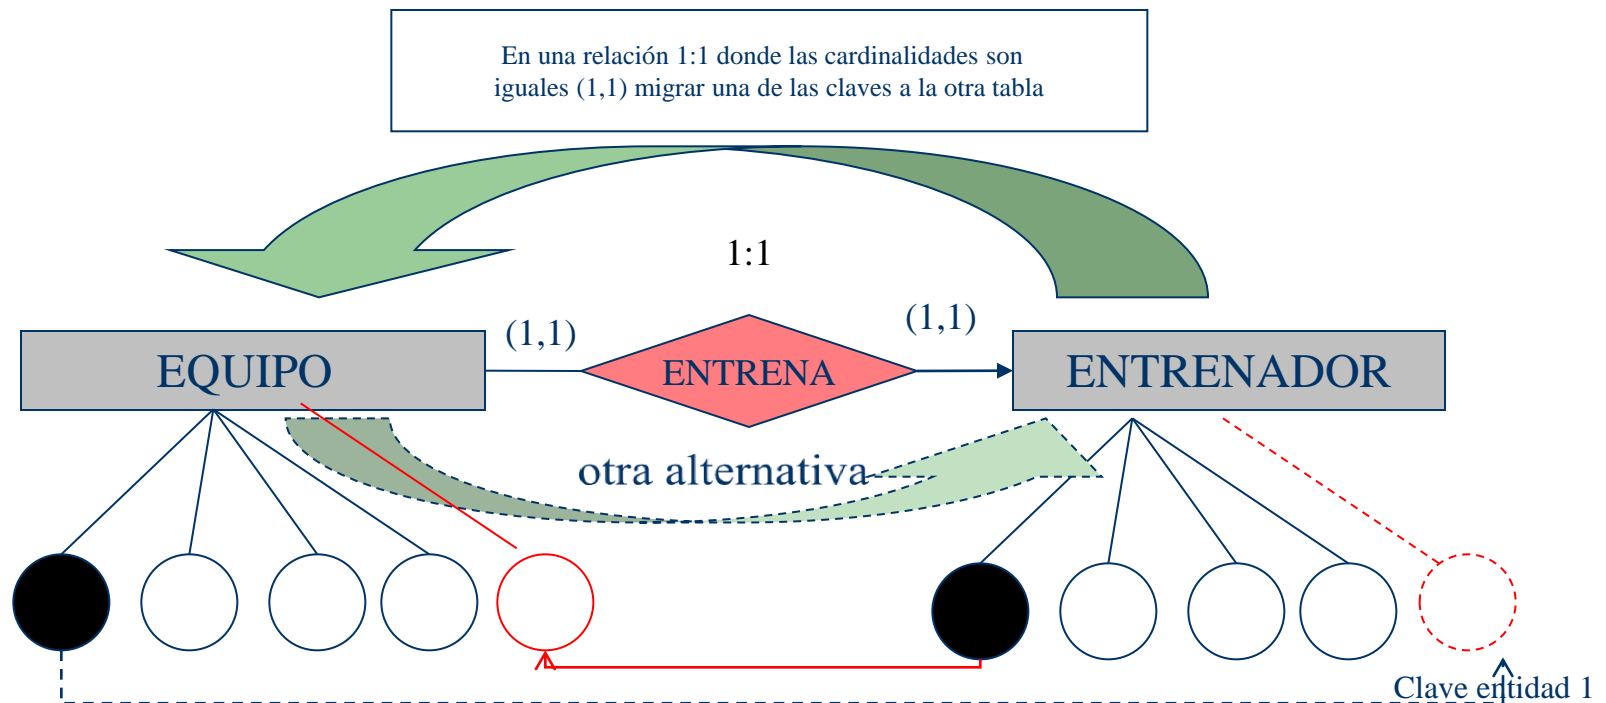 En una relación 1:1 donde las cardinalidades son
iguales (1,1) migrar una de las claves a la otra tabla
1:1
(1,1)
(1,1)
EQUIPO
ENTRENA
ENTRENADOR
otra alternativa
Clave entidad 1